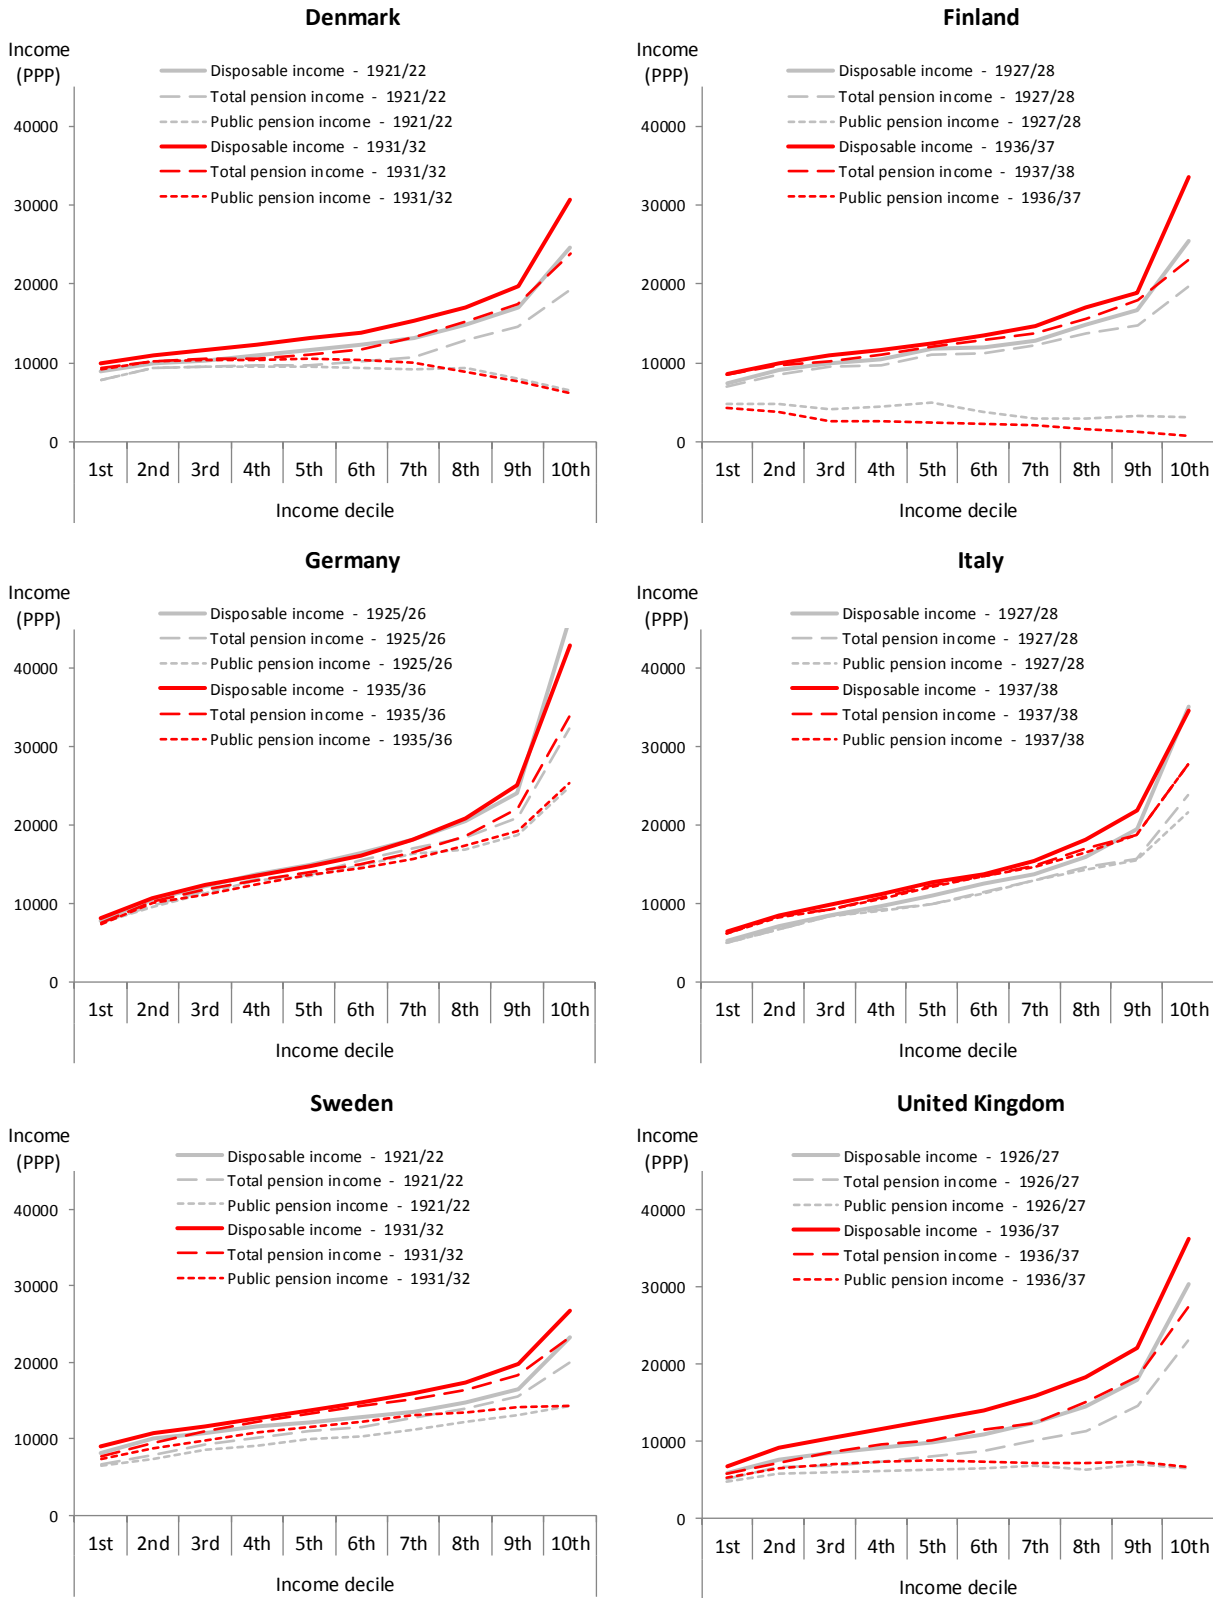 Denmark
Income
(PPP)
Disposable income - 1921/22
Total pension income - 1921/22
Public pension income - 1921/22
Disposable income - 1931/32
Total pension income - 1931/32
Public pension income - 1931/32
40000
30000
20000
10000
0
1st 2nd 3rd 4th 5th 6th 7th 8th 9th 10th
Income decile
Finland
Income
(PPP)
Disposable income - 1927/28
Total pension income - 1927/28
Public pension income - 1927/28
Disposable income - 1936/37
Total pension income - 1937/38
Public pension income - 1936/37
40000
30000
20000
10000
0
1st 2nd 3rd 4th 5th 6th 7th 8th 9th 10th
Income decile
Germany
Income
(PPP)
Disposable income - 1925/26
Total pension income - 1925/26
Public pension income - 1925/26
Disposable income - 1935/36
Total pension income - 1935/36
Public pension income - 1935/36
40000
30000
20000
10000
0
1st 2nd 3rd 4th 5th 6th 7th 8th 9th 10th
Income decile
Italy
Income
(PPP)
Disposable income - 1927/28
Total pension income - 1927/28
Public pension income - 1927/28
Disposable income - 1937/38
Total pension income - 1937/38
Public pension income - 1937/38
40000
30000
20000
10000
0
1st 2nd 3rd 4th 5th 6th 7th 8th 9th 10th
Income decile
Sweden
Income
(PPP)
Disposable income - 1921/22
Total pension income - 1921/22
Public pension income - 1921/22
Disposable income - 1931/32
Total pension income - 1931/32
Public pension income - 1931/32
40000
30000
20000
10000
0
1st 2nd 3rd 4th 5th 6th 7th 8th 9th 10th
Income decile
United Kingdom
Income
(PPP)
Disposable income - 1926/27
Total pension income - 1926/27
Public pension income - 1926/27
Disposable income - 1936/37
Total pension income - 1936/37
Public pension income - 1936/37
40000
30000
20000
10000
0
1st 2nd 3rd 4th 5th 6th 7th 8th 9th 10th
Income decile